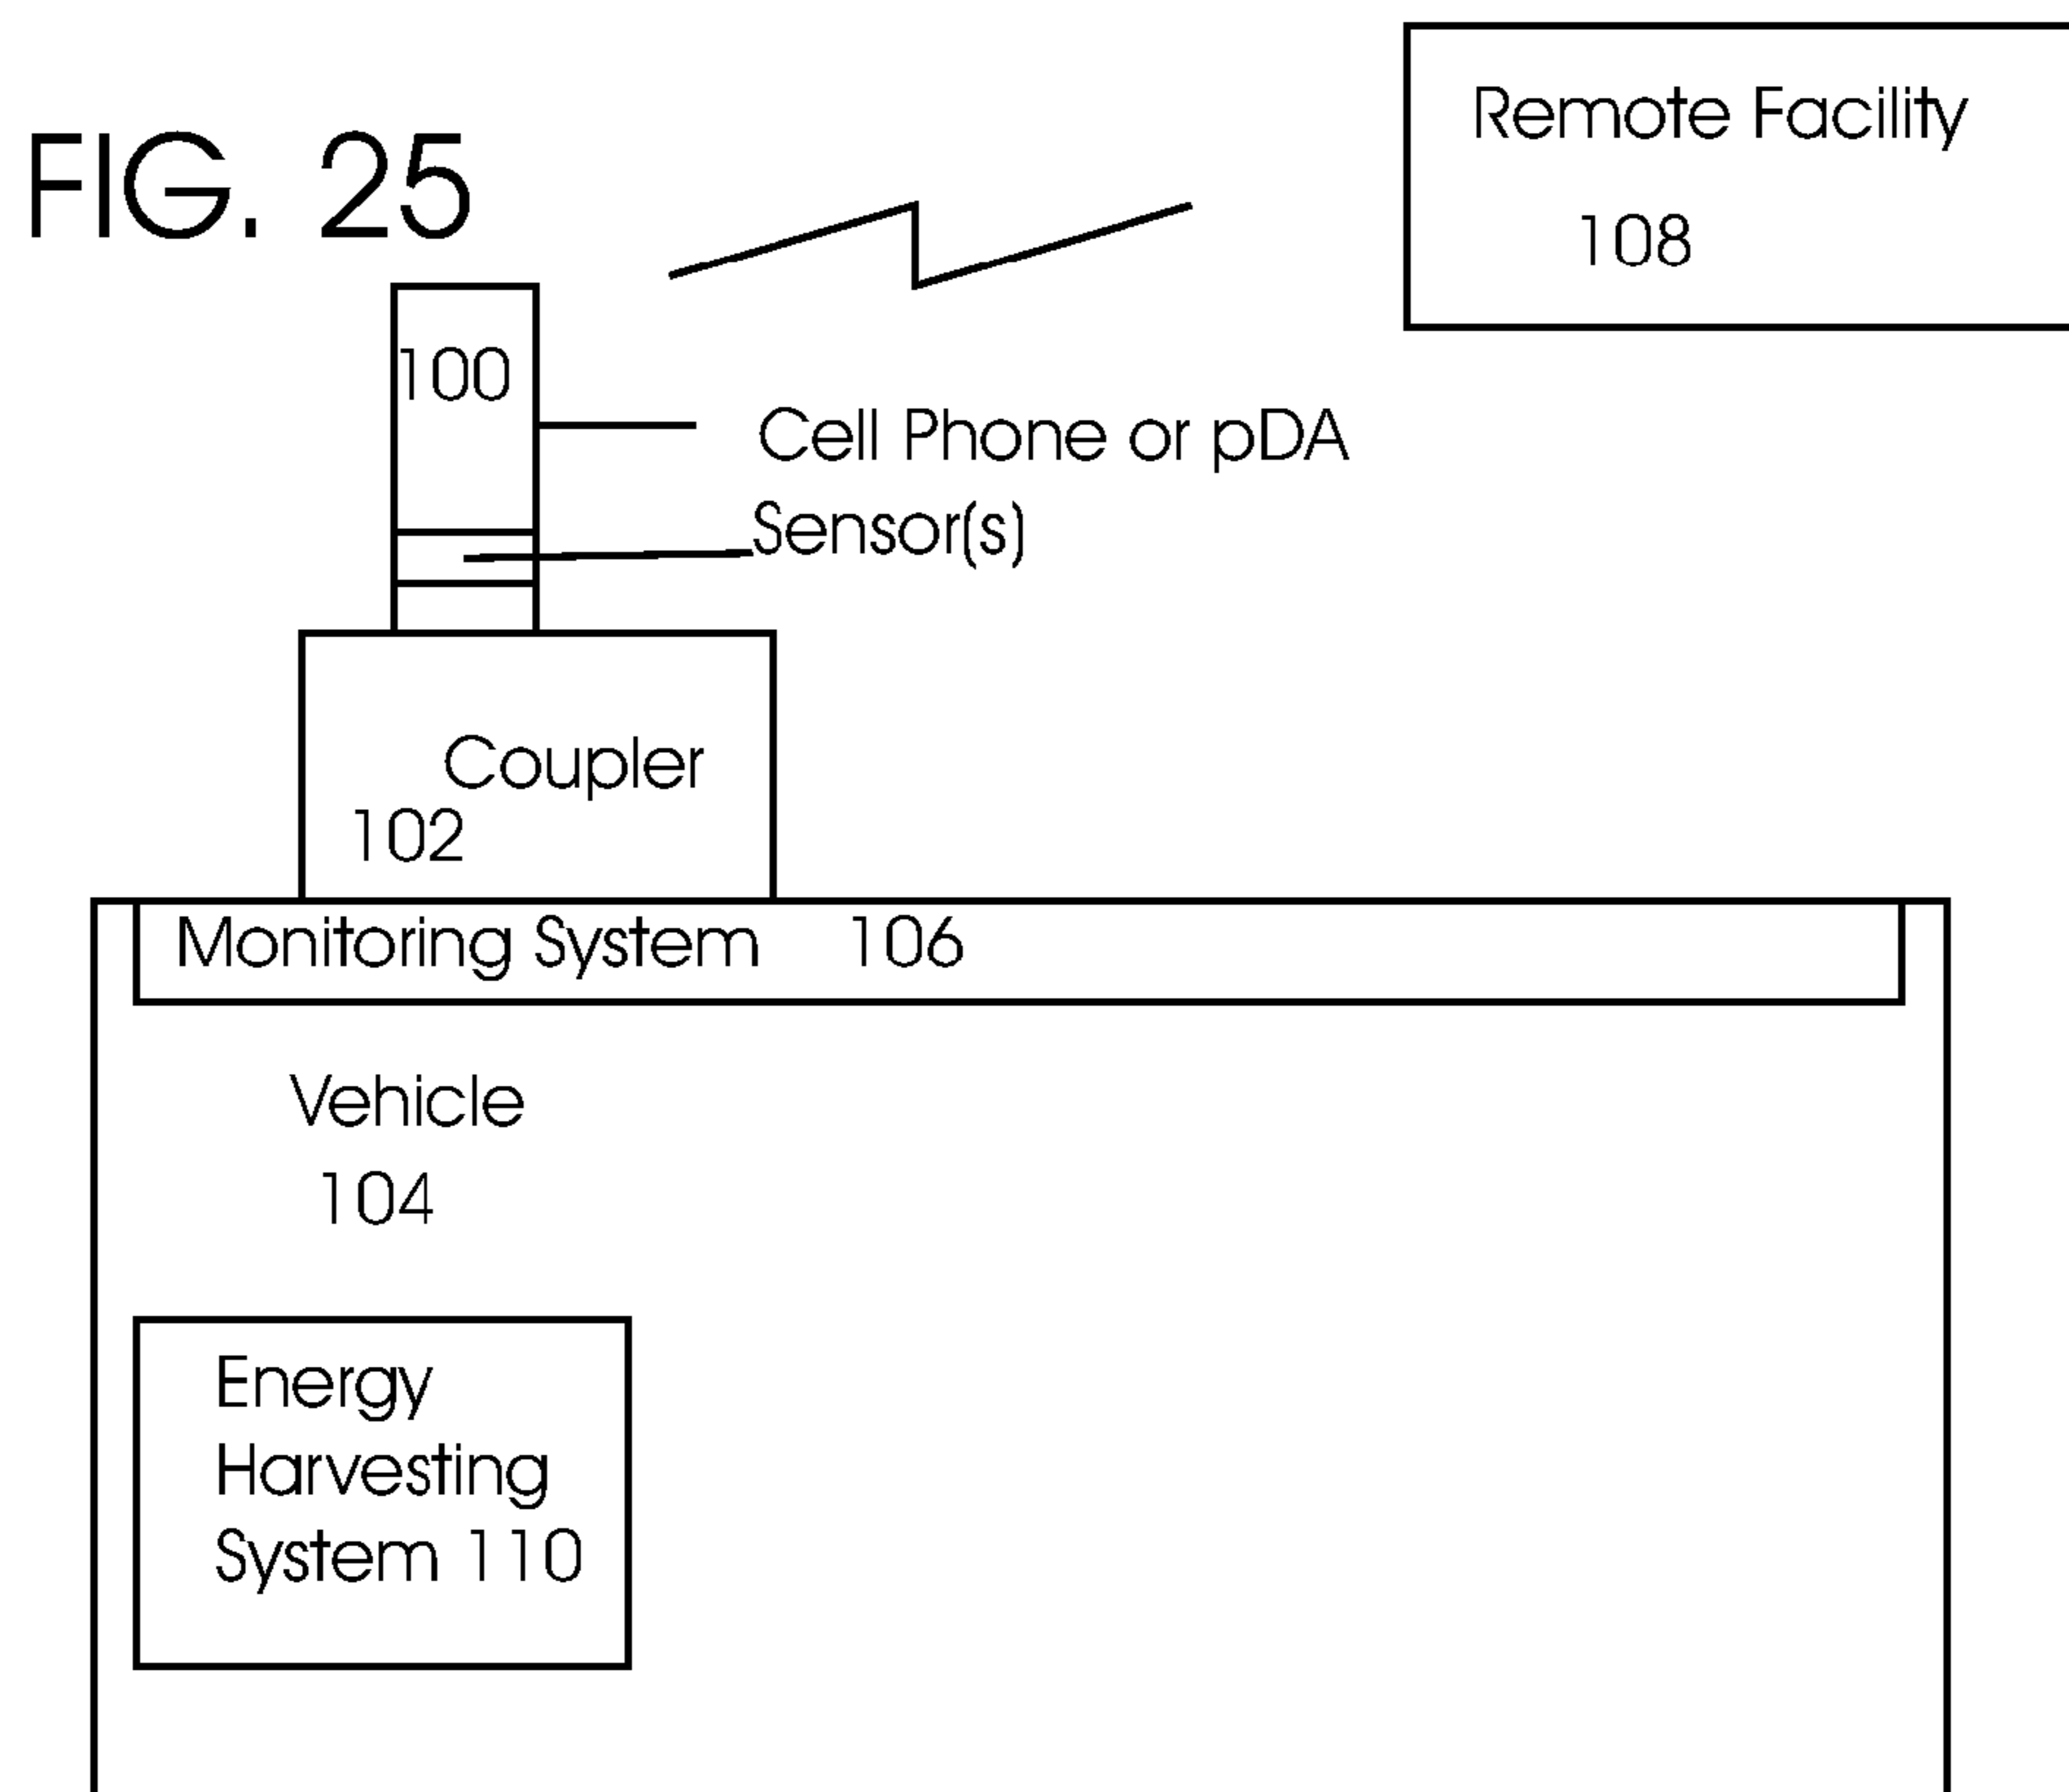 FIG. 25
Remote Facility
108
100
Cell Phone or pDA
Sensor(s)
Coupler
102
Monitoring System 106
Vehicle
104
Energy
Harvesting
System 110